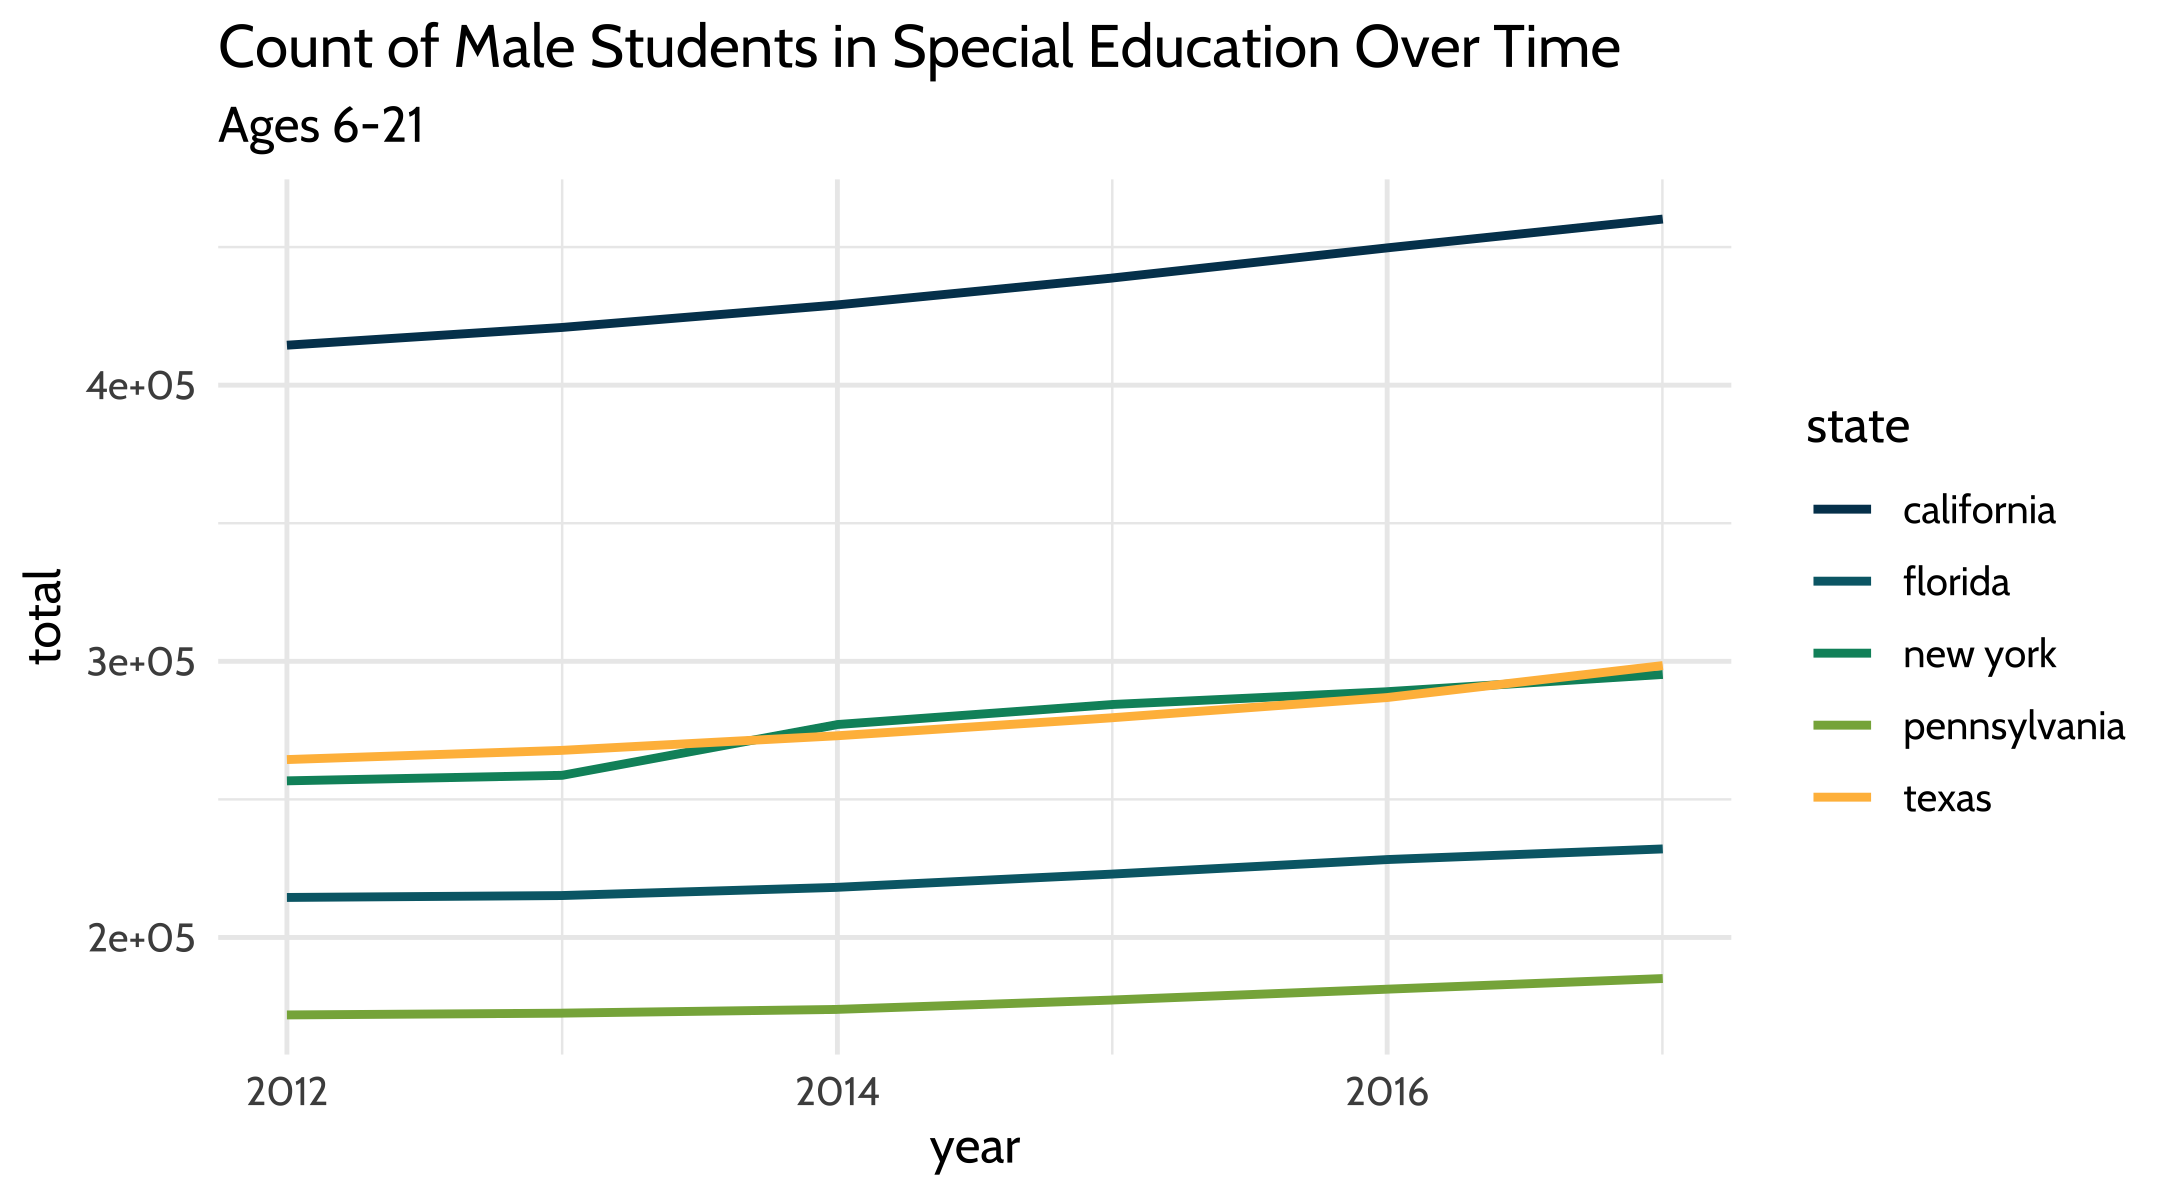 Count of Male Students in Special Education Over Time
Ages 6-21
total
4e+05
3e+05
2e+05
2012 2014 2016
year
state
california
florida
new york
pennsylvania
texas